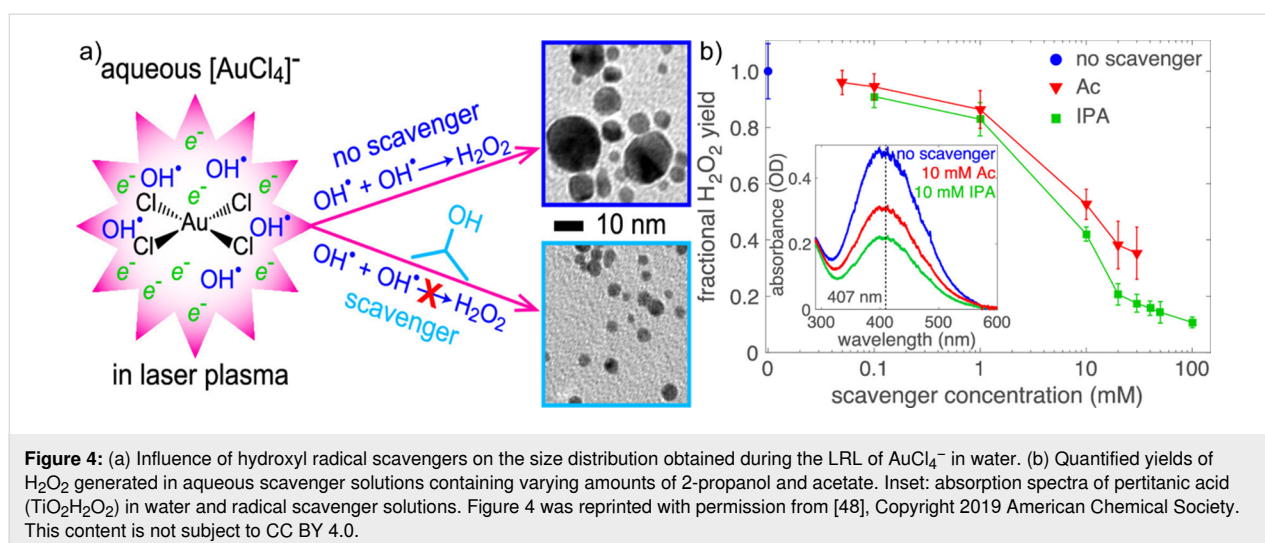 a)
aqueous [AuCl4]-
e-
OH•
OH•
e-
e-
e-
Cl
Cl
Au
OH•
OH•
Cl
Cl
e-
e-
OH•
e-
e-
e-
in laser plasma
no scavenger
OH• + OH• → H2O2
OH
OH• + OH• → H2O2
X
scavenger
10 nm
b)
fractional H2O2 yield
1.0
0.8
0.6
0.4
0.2
0
no scavenger
Ac
IPA
absorbance (OD)
0.4
0.2
0
no scavenger
10 mM Ac
10 mM IPA
407 nm
300 400 500 600
wavelength (nm)
0 0.1 1 10 100
scavenger concentration (mM)
Figure 4: (a) Influence of hydroxyl radical scavengers on the size distribution obtained during the LRL of AuCl4− in water. (b) Quantified yields of
H2O2 generated in aqueous scavenger solutions containing varying amounts of 2-propanol and acetate. Inset: absorption spectra of pertitanic acid
(TiO2H2O2) in water and radical scavenger solutions. Figure 4 was reprinted with permission from [48], Copyright 2019 American Chemical Society.
This content is not subject to CC BY 4.0.